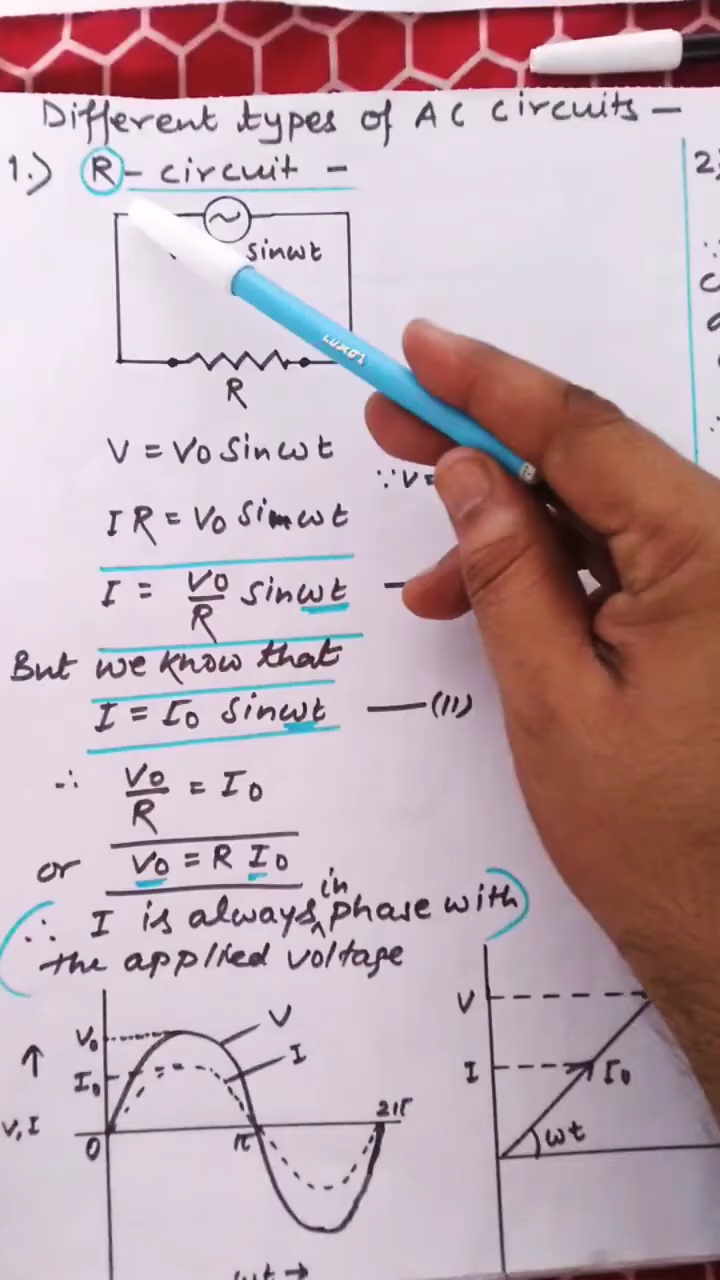 Different types of AC circuits –
1.) R - circuit -
2)
sinωt
LUXOR
R
V = V0 sinωt
∵ V =
IR = V0 sinωt
I = V0/R sinωt —
But we know that
I = I0 sinωt —(II)
∴ V0/R = I0
or V0 = R I0
∴ I is always in phase with
the applied voltage
V0
V
V
I0
I
I
I0
V, I
0
π
2π
ωt
ωt →